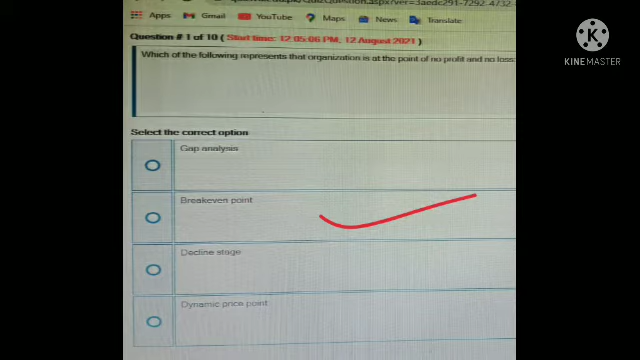 Apps Gmail YouTube Maps News Translate
Question # 1 of 10 ( Start time: 12:05:06 PM, 12 August 2021 )
Which of the following represents that organization is at the point of no profit and no loss:
Select the correct option
Gap analysis
Breakeven point
Decline stage
Dynamic price point
K
KINEMASTER